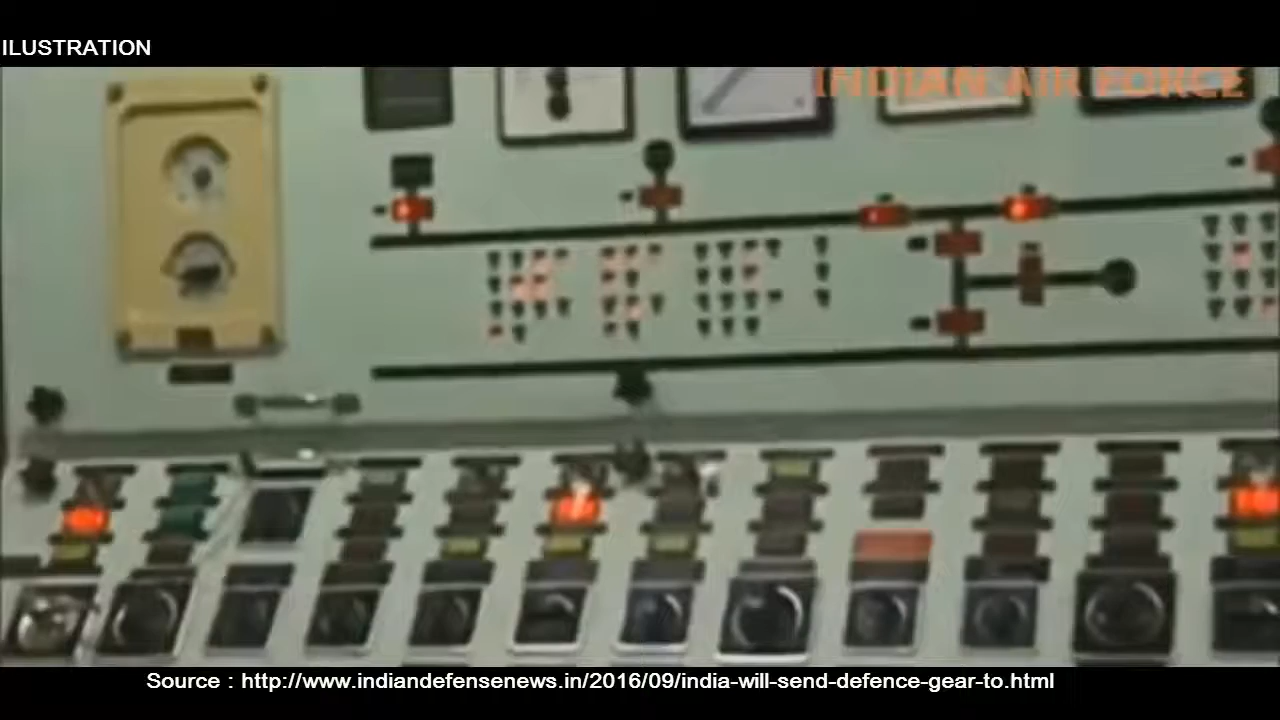 ILUSTRATION
INDIAN AIR FORCE
Source : http://www.indiandefensenews.in/2016/09/india-will-send-defence-gear-to.html